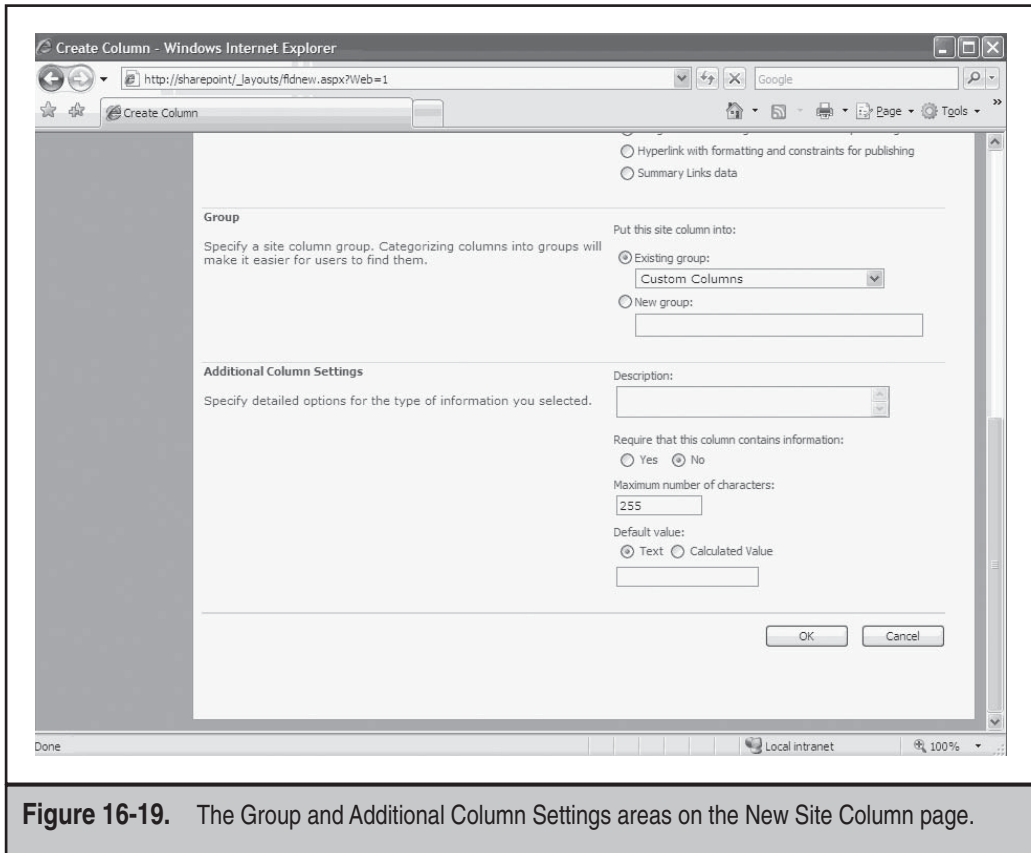 Create Column - Windows Internet Explorer
http://sharepoint/_layouts/fldnew.aspx?Web=1
Google
Create Column
Page
Tools
»
Hyperlink with formatting and constraints for publishing
Summary Links data
Group
Specify a site column group. Categorizing columns into groups will
make it easier for users to find them.
Put this site column into:
Existing group:
Custom Columns
New group:
Additional Column Settings
Specify detailed options for the type of information you selected.
Description:
Require that this column contains information:
Yes No
Maximum number of characters:
255
Default value:
Text Calculated Value
OK Cancel
Done
Local intranet
100%
Figure 16-19. The Group and Additional Column Settings areas on the New Site Column page.